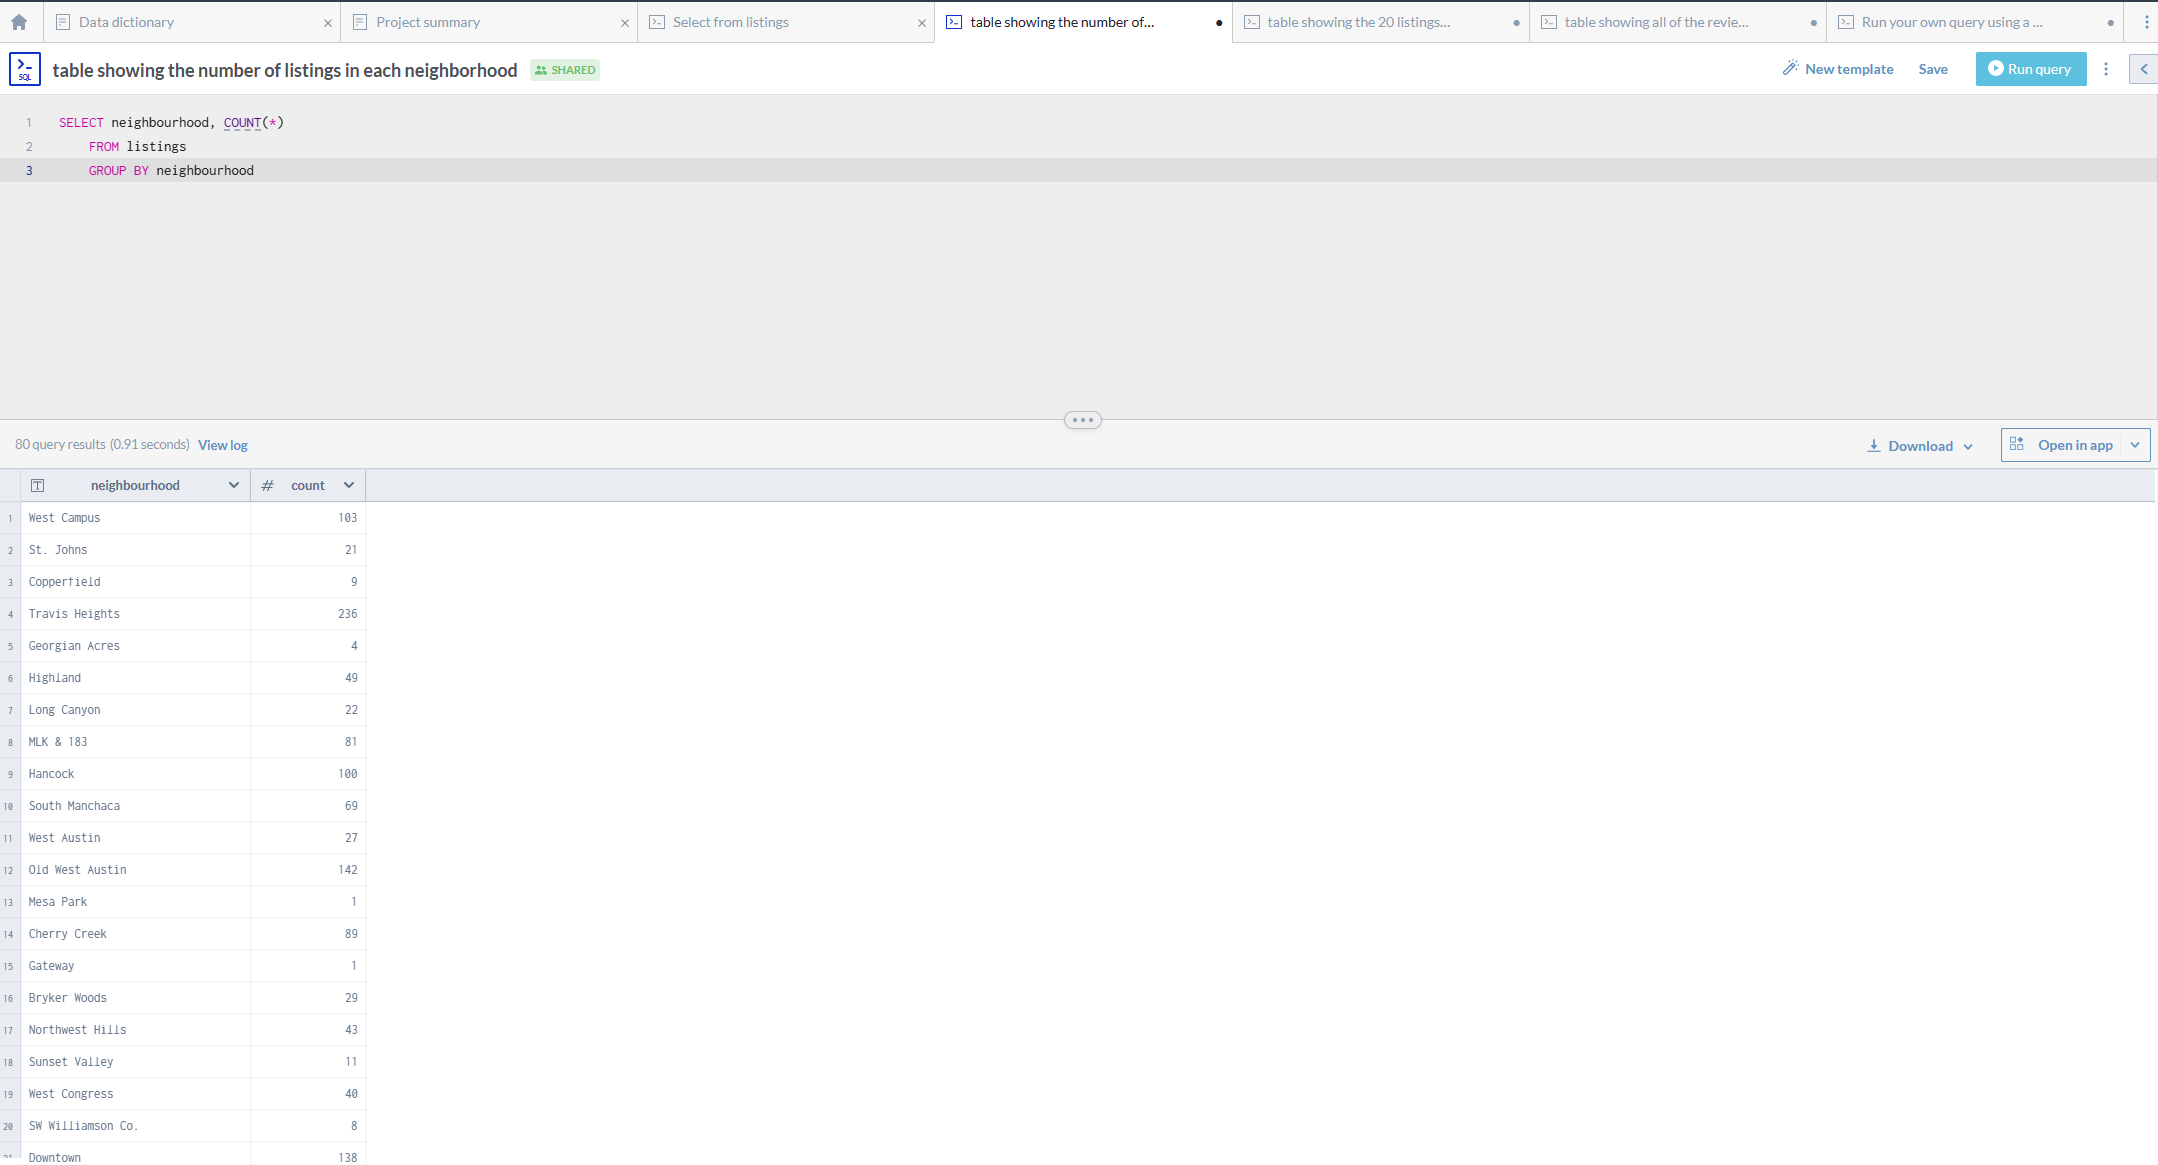 Data dictionary
Project summary
Select from listings
table showing the number of...
table showing the 20 listings...
table showing all of the revie...
Run your own query using a ...
SQL
table showing the number of listings in each neighborhood
SHARED
New template
Save
Run query
1 SELECT neighbourhood, COUNT(*)
2 FROM listings
3 GROUP BY neighbourhood
80 query results (0.91 seconds) View log
Download
Open in app
T neighbourhood # count
1 West Campus 103
2 St. Johns 21
3 Copperfield 9
4 Travis Heights 236
5 Georgian Acres 4
6 Highland 49
7 Long Canyon 22
8 MLK & 183 81
9 Hancock 100
10 South Manchaca 69
11 West Austin 27
12 Old West Austin 142
13 Mesa Park 1
14 Cherry Creek 89
15 Gateway 1
16 Bryker Woods 29
17 Northwest Hills 43
18 Sunset Valley 11
19 West Congress 40
20 SW Williamson Co. 8
21 Downtown 138